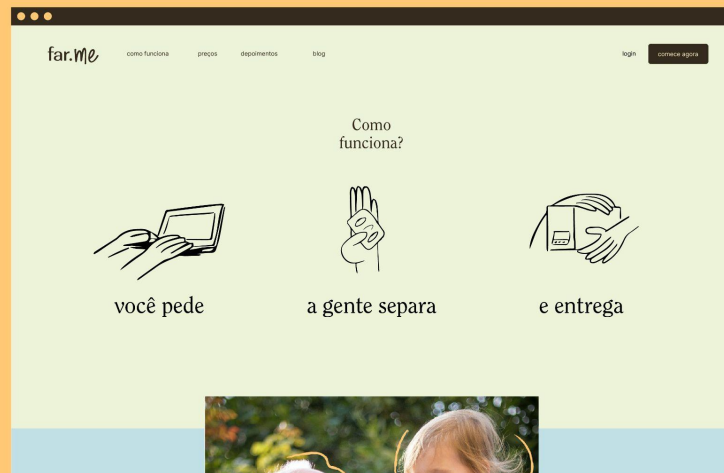 far.me
como funciona
preços
depoimentos
blog
login
comece agora
Como
funciona?
você pede
a gente separa
e entrega